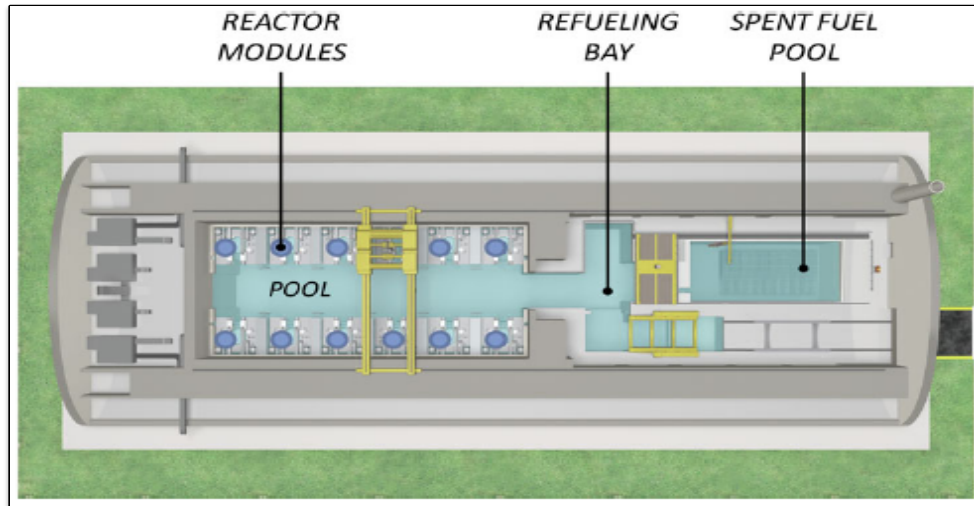 REACTOR
MODULES
REFUELING
BAY
SPENT FUEL
POOL
POOL